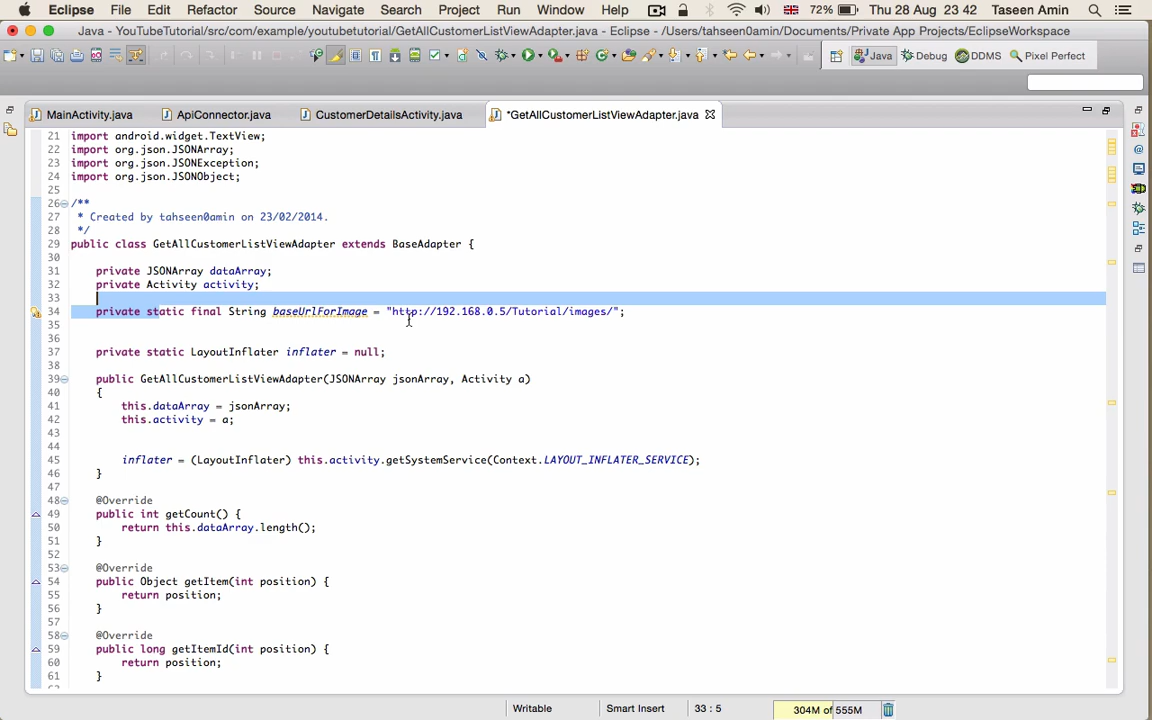 Eclipse File Edit Refactor Source Navigate Search Project Run Window Help 72% Thu 28 Aug 23 42 Taseen Amin
Java - YouTubeTutorial/src/com/example/youtubetutorial/GetAllCustomerListViewAdapter.java - Eclipse - /Users/tahseen0amin/Documents/Private App Projects/EclipseWorkspace
Java Debug DDMS Pixel Perfect
MainActivity.java ApiConnector.java CustomerDetailsActivity.java *GetAllCustomerListViewAdapter.java
21 import android.widget.TextView;
22 import org.json.JSONArray;
23 import org.json.JSONException;
24 import org.json.JSONObject;
25
26 /**
27 * Created by tahseen0amin on 23/02/2014.
28 */
29 public class GetAllCustomerListViewAdapter extends BaseAdapter {
30
31 private JSONArray dataArray;
32 private Activity activity;
33
34 private static final String baseUrlForImage = "http://192.168.0.5/Tutorial/images/";
35
36
37 private static LayoutInflater inflater = null;
38
39 public GetAllCustomerListViewAdapter(JSONArray jsonArray, Activity a)
40 {
41 this.dataArray = jsonArray;
42 this.activity = a;
43
44
45 inflater = (LayoutInflater) this.activity.getSystemService(Context.LAYOUT_INFLATER_SERVICE);
46 }
47
48 @Override
49 public int getCount() {
50 return this.dataArray.length();
51 }
52
53 @Override
54 public Object getItem(int position) {
55 return position;
56 }
57
58 @Override
59 public long getItemId(int position) {
60 return position;
61 }
Writable Smart Insert 33 : 5 304M of 555M